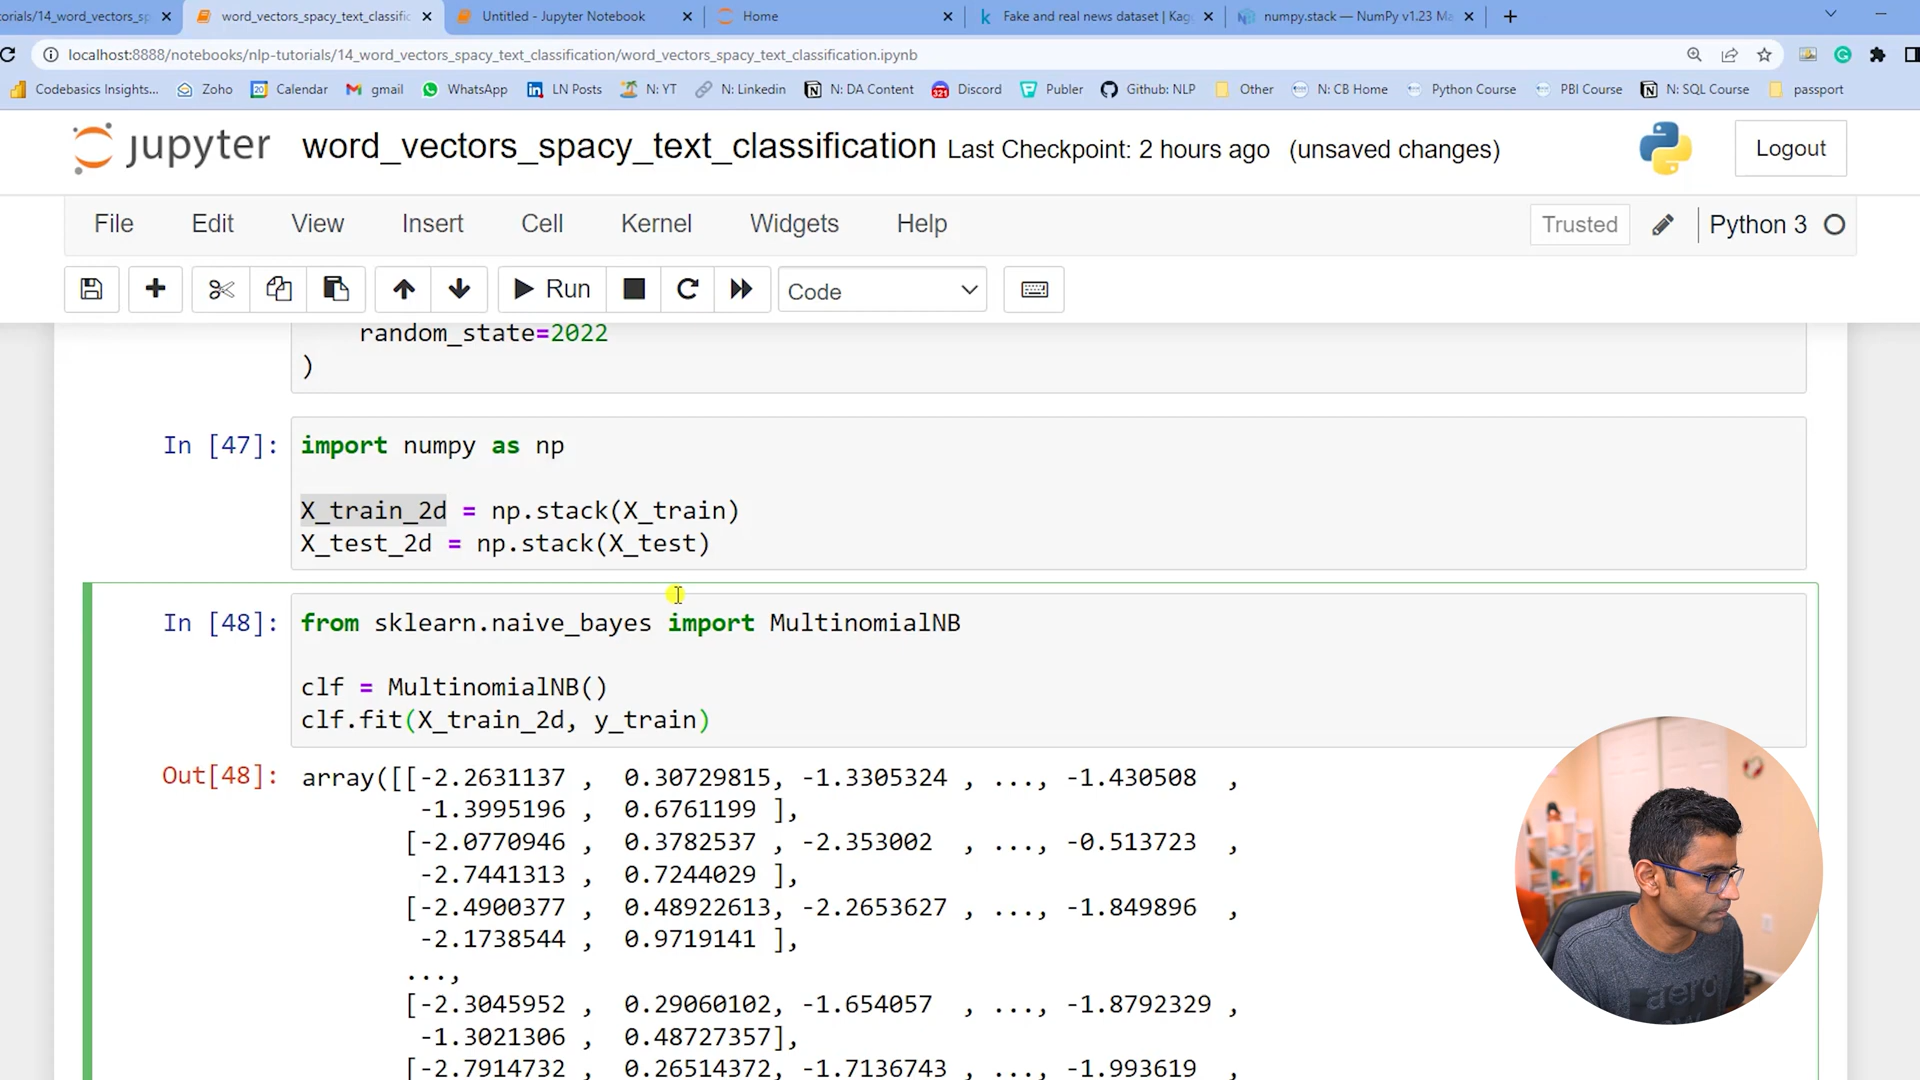 torials/14_word_vectors_sp
word_vectors_spacy_text_classific
Untitled - Jupyter Notebook
Home
Fake and real news dataset | Kag
numpy.stack — NumPy v1.23 Ma
localhost:8888/notebooks/nlp-tutorials/14_word_vectors_spacy_text_classification/word_vectors_spacy_text_classification.ipynb
Codebasics Insights... Zoho Calendar gmail WhatsApp LN Posts N: YT N: Linkedin N: DA Content 321 Discord Publer Github: NLP Other N: CB Home Python Course PBI Course N: SQL Course passport
jupyter word_vectors_spacy_text_classification Last Checkpoint: 2 hours ago (unsaved changes) Logout
File Edit View Insert Cell Kernel Widgets Help Trusted Python 3
Run Code
random_state=2022
)
In [47]: import numpy as np
X_train_2d = np.stack(X_train)
X_test_2d = np.stack(X_test)
In [48]: from sklearn.naive_bayes import MultinomialNB
clf = MultinomialNB()
clf.fit(X_train_2d, y_train)
Out[48]: array([[-2.2631137 , 0.30729815, -1.3305324 , ..., -1.430508 ,
-1.3995196 , 0.6761199 ],
[-2.0770946 , 0.3782537 , -2.353002 , ..., -0.513723 ,
-2.7441313 , 0.7244029 ],
[-2.4900377 , 0.48922613, -2.2653627 , ..., -1.849896 ,
-2.1738544 , 0.9719141 ],
...,
[-2.3045952 , 0.29060102, -1.654057 , ..., -1.8792329 ,
-1.3021306 , 0.48727357],
[-2.7914732 , 0.26514372, -1.7136743 , ..., -1.993619 ,
aero